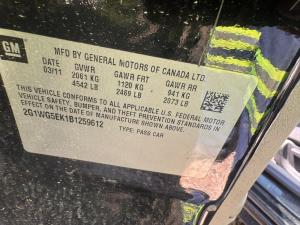 GM
MFD BY GENERAL MOTORS OF CANADA LTD.
DATE GVWR GAWR FRT GAWR RR
03/11 2061 KG 1120 KG 941 KG
4542 LB 2469 LB 2073 LB
THIS VEHICLE CONFORMS TO ALL APPLICABLE U.S. FEDERAL MOTOR
VEHICLE SAFETY, BUMPER, AND THEFT PREVENTION STANDARDS
IN EFFECT ON THE DATE OF MANUFACTURE SHOWN ABOVE.
2G1WG5EK1B1259612
TYPE: PASS CAR